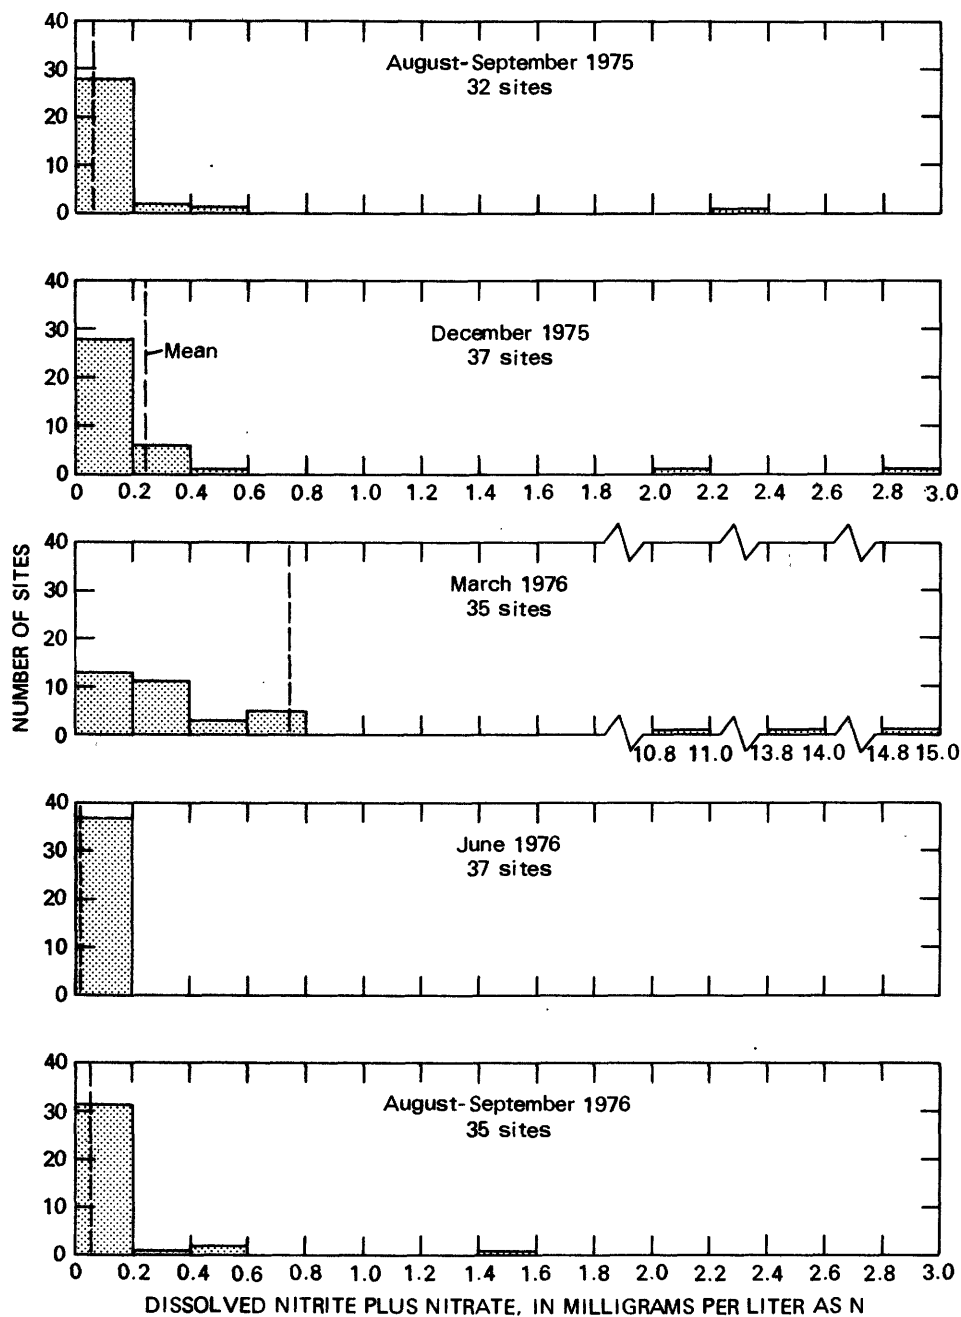 40
30
20
10
0
August-September 1975
32 sites
40
30
20
10
0
December 1975
37 sites
Mean
0 0.2 0.4 0.6 0.8 1.0 1.2 1.4 1.6 1.8 2.0 2.2 2.4 2.6 2.8 3.0
NUMBER OF SITES
40
30
20
10
0
March 1976
35 sites
10.8 11.0 13.8 14.0 14.8 15.0
40
30
20
10
0
June 1976
37 sites
40
30
20
10
0
August-September 1976
35 sites
0 0.2 0.4 0.6 0.8 1.0 1.2 1.4 1.6 1.8 2.0 2.2 2.4 2.6 2.8 3.0
DISSOLVED NITRITE PLUS NITRATE, IN MILLIGRAMS PER LITER AS N